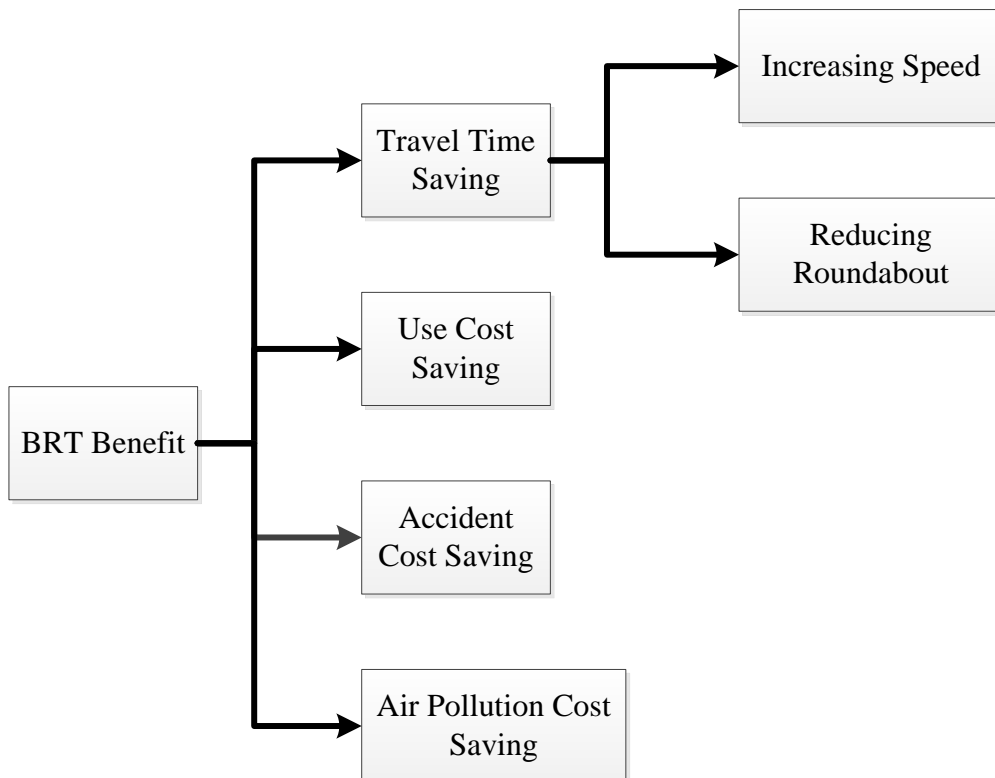 Increasing Speed
Travel Time
Saving
Reducing
Roundabout
Use Cost
Saving
BRT Benefit
Accident
Cost Saving
Air Pollution Cost
Saving